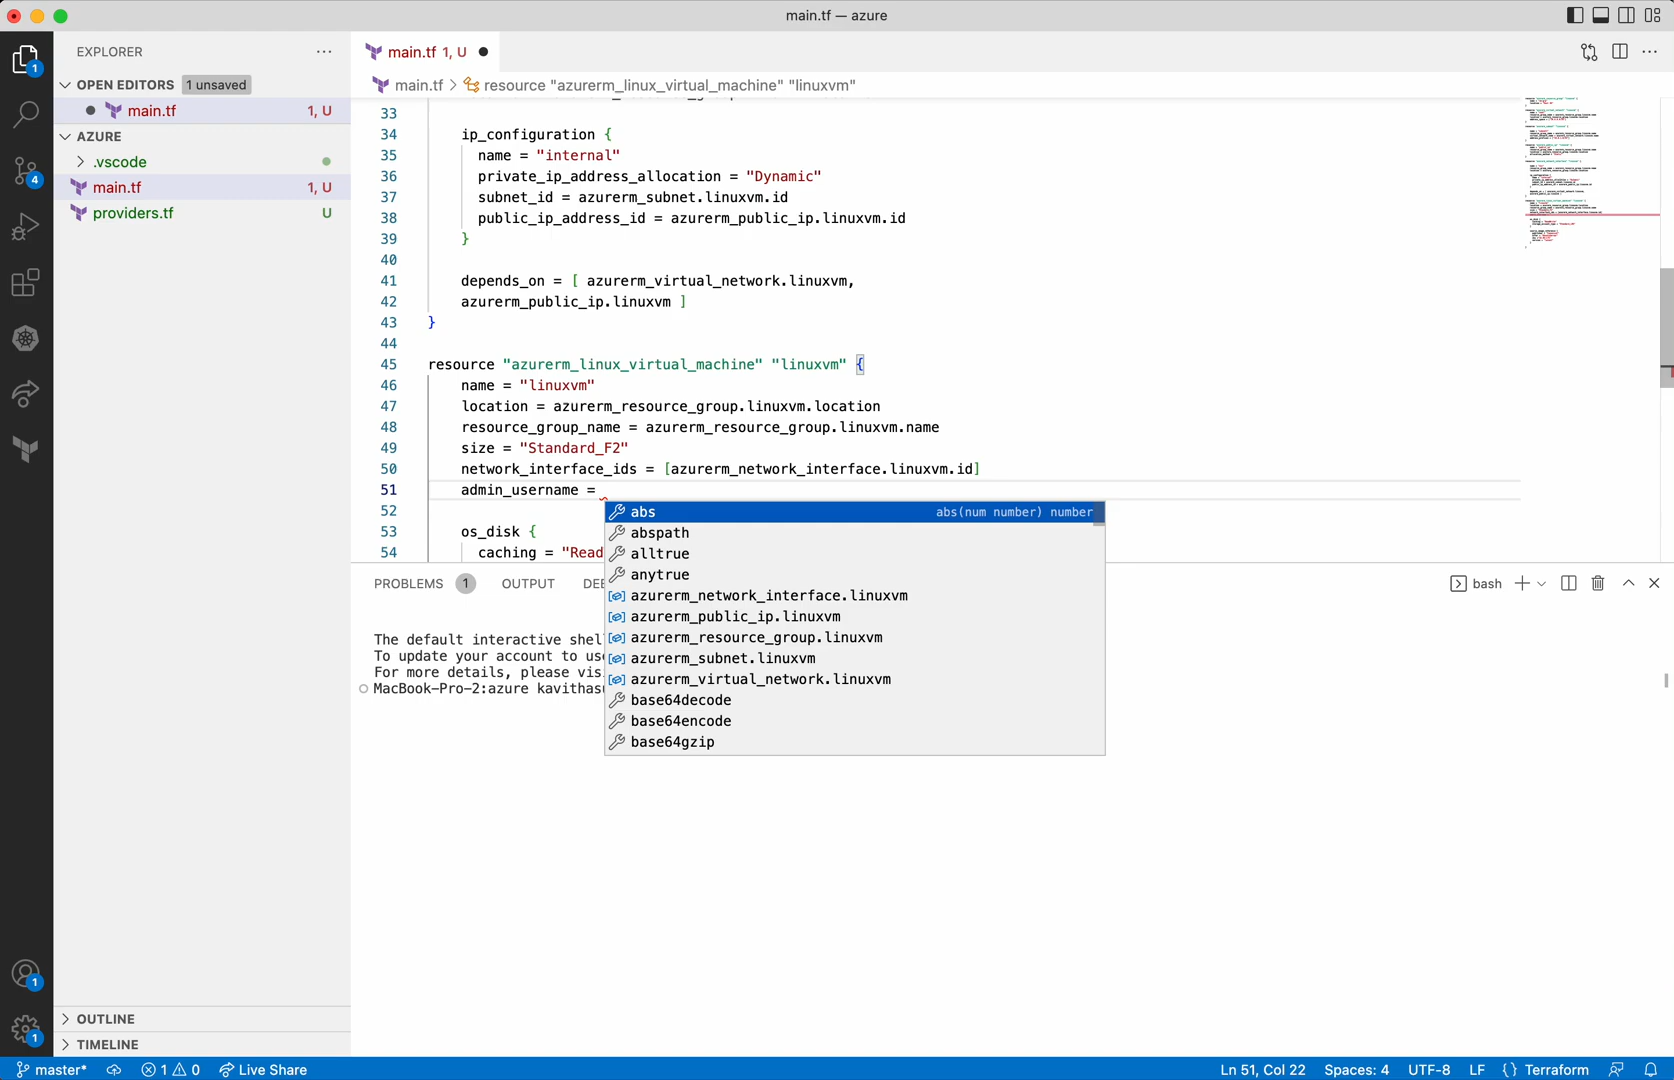 main.tf — azure
EXPLORER
main.tf 1, U
OPEN EDITORS 1 unsaved
main.tf > resource "azurerm_linux_virtual_machine" "linuxvm"
main.tf 1, U
AZURE
.vscode
main.tf 1, U
providers.tf U
33
34 ip_configuration {
35 name = "internal"
36 private_ip_address_allocation = "Dynamic"
37 subnet_id = azurerm_subnet.linuxvm.id
38 public_ip_address_id = azurerm_public_ip.linuxvm.id
39 }
40
41 depends_on = [ azurerm_virtual_network.linuxvm,
42 azurerm_public_ip.linuxvm ]
43 }
44
45 resource "azurerm_linux_virtual_machine" "linuxvm" {
46 name = "linuxvm"
47 location = azurerm_resource_group.linuxvm.location
48 resource_group_name = azurerm_resource_group.linuxvm.name
49 size = "Standard_F2"
50 network_interface_ids = [azurerm_network_interface.linuxvm.id]
51 admin_username =
52
53 os_disk {
54 caching = "Read
abs abs(num number) number
abspath
alltrue
anytrue
azurerm_network_interface.linuxvm
azurerm_public_ip.linuxvm
azurerm_resource_group.linuxvm
azurerm_subnet.linuxvm
azurerm_virtual_network.linuxvm
base64decode
base64encode
base64gzip
PROBLEMS 1 OUTPUT DE
bash
The default interactive shel
To update your account to us
For more details, please vis
MacBook-Pro-2:azure kavithas
1
4
1
1
OUTLINE
TIMELINE
master* 1 0 Live Share
Ln 51, Col 22 Spaces: 4 UTF-8 LF {} Terraform